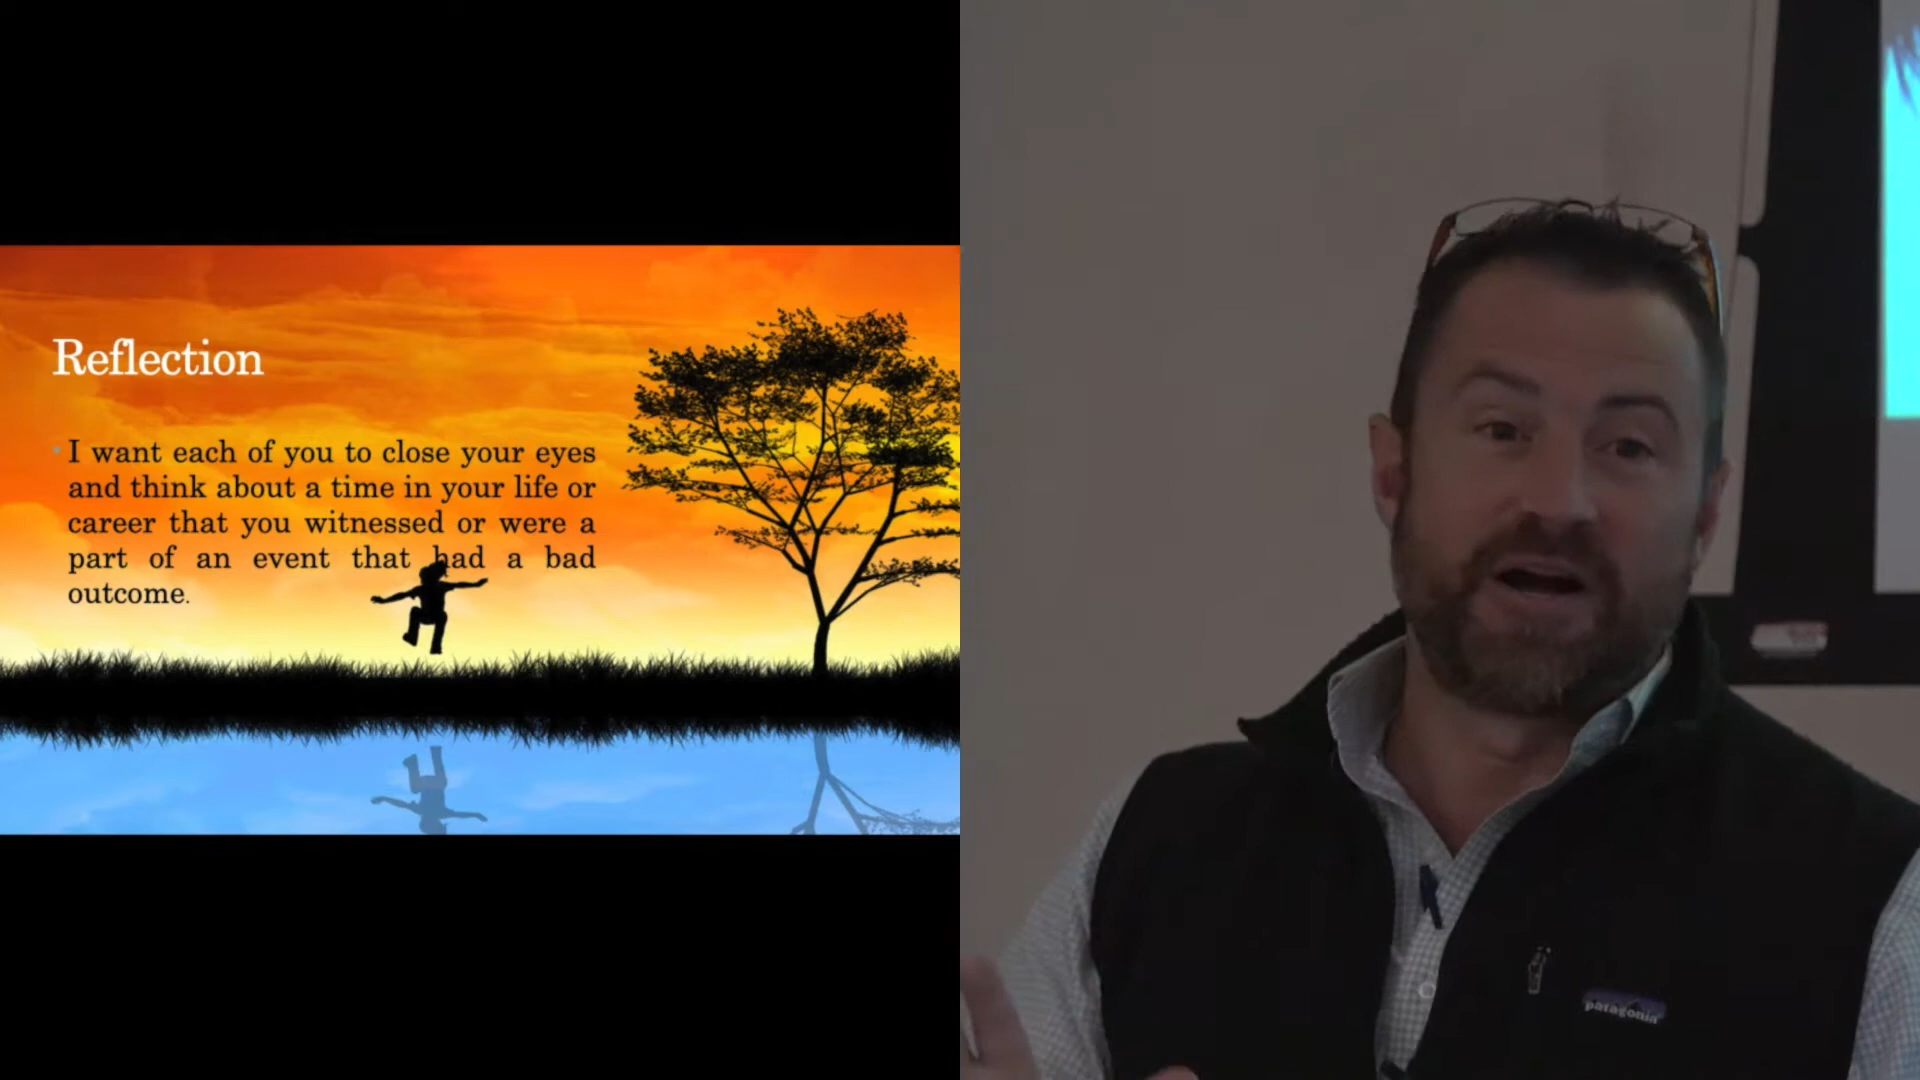 Reflection
I want each of you to close your eyes
and think about a time in your life or
career that you witnessed or were a
part of an event that had a bad
outcome.
patagonia